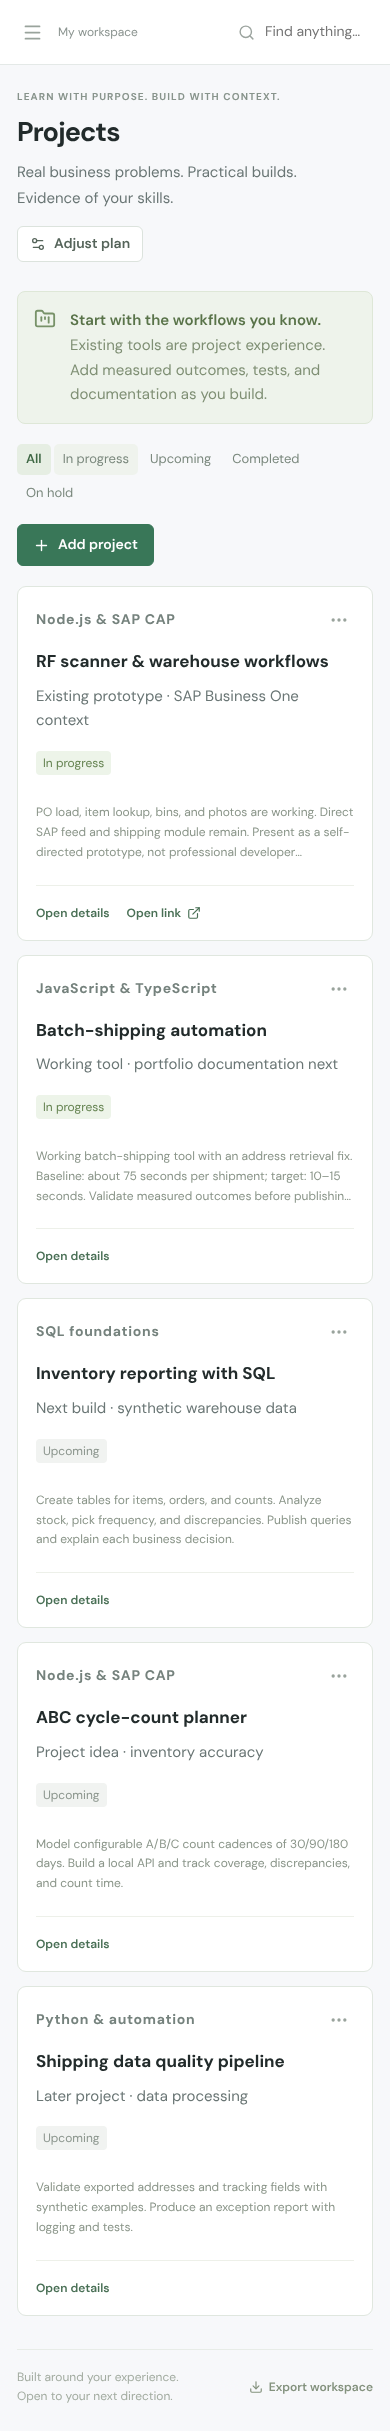 My workspace
Find anything...
LEARN WITH PURPOSE. BUILD WITH CONTEXT.
Projects
Real business problems. Practical builds.
Evidence of your skills.
Adjust plan
Start with the workflows you know.
Existing tools are project experience.
Add measured outcomes, tests, and
documentation as you build.
All In progress Upcoming Completed
On hold
Add project
Node.js & SAP CAP
RF scanner & warehouse workflows
Existing prototype · SAP Business One
context
In progress
PO load, item lookup, bins, and photos are working. Direct
SAP feed and shipping module remain. Present as a self-
directed prototype, not professional developer...
Open details Open link
JavaScript & TypeScript
Batch-shipping automation
Working tool · portfolio documentation next
In progress
Working batch-shipping tool with an address retrieval fix.
Baseline: about 75 seconds per shipment; target: 10–15
seconds. Validate measured outcomes before publishin...
Open details
SQL foundations
Inventory reporting with SQL
Next build · synthetic warehouse data
Upcoming
Create tables for items, orders, and counts. Analyze
stock, pick frequency, and discrepancies. Publish queries
and explain each business decision.
Open details
Node.js & SAP CAP
ABC cycle-count planner
Project idea · inventory accuracy
Upcoming
Model configurable A/B/C count cadences of 30/90/180
days. Build a local API and track coverage, discrepancies,
and count time.
Open details
Python & automation
Shipping data quality pipeline
Later project · data processing
Upcoming
Validate exported addresses and tracking fields with
synthetic examples. Produce an exception report with
logging and tests.
Open details
Built around your experience.
Open to your next direction.
Export workspace